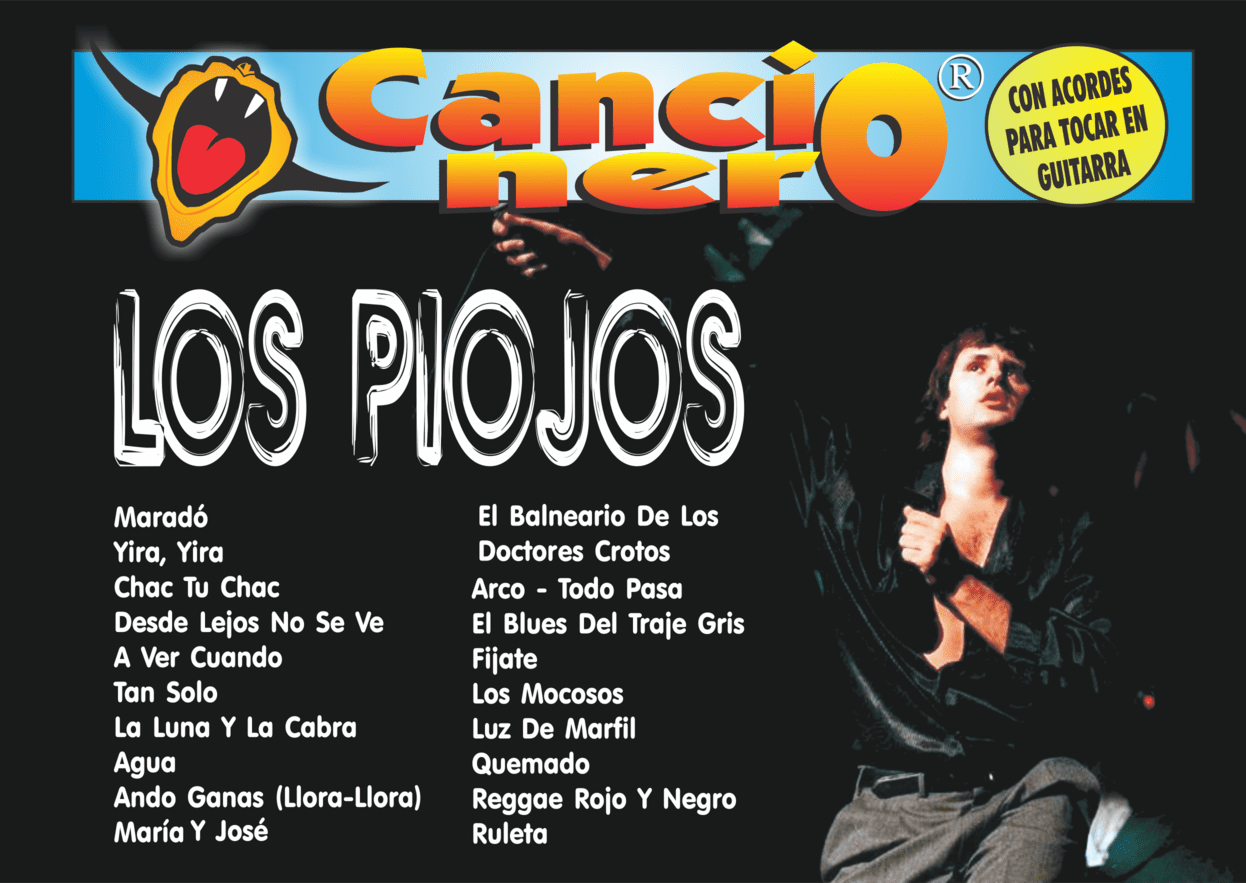 Cancio
nero
®
CON ACORDES
PARA TOCAR EN
GUITARRA
LOS PIOJOS
Maradó
Yira, Yira
Chac Tu Chac
Desde Lejos No Se Ve
A Ver Cuando
Tan Solo
La Luna Y La Cabra
Agua
Ando Ganas (Llora-Llora)
María Y José
El Balneario De Los
Doctores Crotos
Arco - Todo Pasa
El Blues Del Traje Gris
Fijate
Los Mocosos
Luz De Marfil
Quemado
Reggae Rojo Y Negro
Ruleta